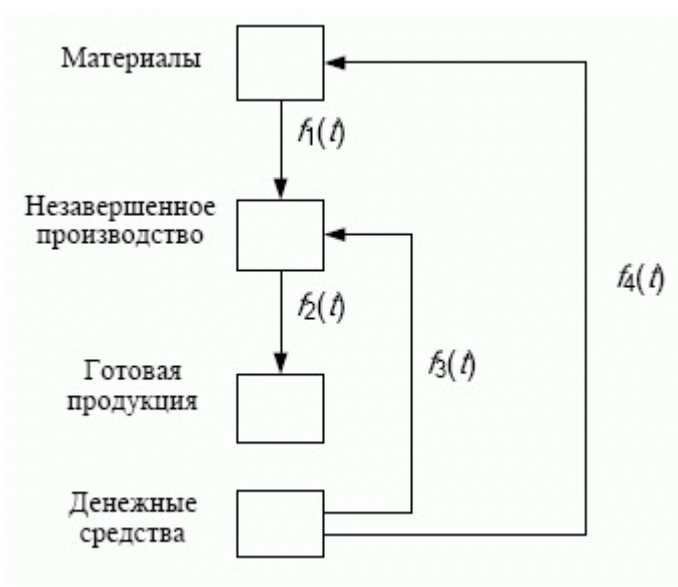 Материалы
f1(t)
Незавершенное
производство
f2(t)
f4(t)
Готовая
продукция
f3(t)
Денежные
средства